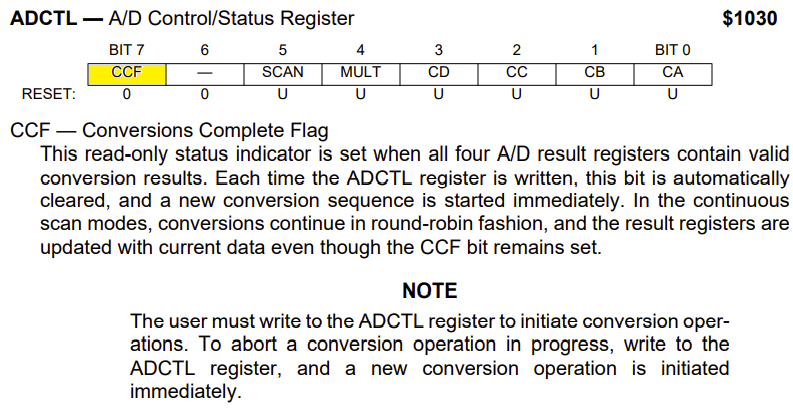 ADCTL — A/D Control/Status Register $1030
BIT 7 6 5 4 3 2 1 BIT 0
CCF — SCAN MULT CD CC CB CA
RESET: 0 0 U U U U U U
CCF — Conversions Complete Flag
This read-only status indicator is set when all four A/D result registers contain valid
conversion results. Each time the ADCTL register is written, this bit is automatically
cleared, and a new conversion sequence is started immediately. In the continuous
scan modes, conversions continue in round-robin fashion, and the result registers are
updated with current data even though the CCF bit remains set.
NOTE
The user must write to the ADCTL register to initiate conversion oper-
ations. To abort a conversion operation in progress, write to the
ADCTL register, and a new conversion operation is initiated
immediately.